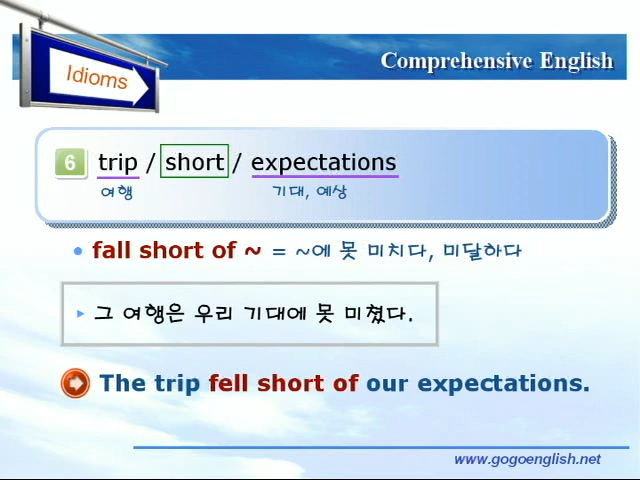 Idioms
Comprehensive English
6 trip / short / expectations
여행 기대, 예상
• fall short of ~ = ~에 못 미치다, 미달하다
▸ 그 여행은 우리 기대에 못 미쳤다.
The trip fell short of our expectations.
www.gogoenglish.net